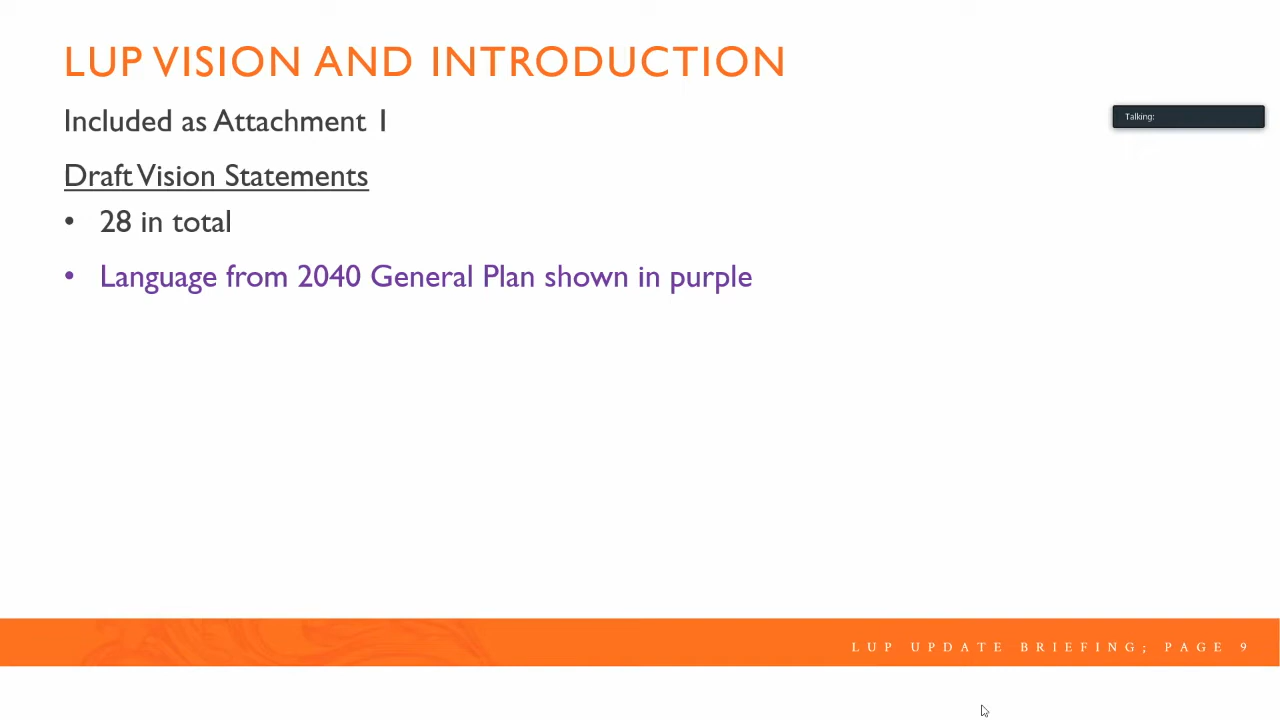 LUP VISION AND INTRODUCTION
Included as Attachment 1
Talking:
Draft Vision Statements
• 28 in total
• Language from 2040 General Plan shown in purple
LUP UPDATE BRIEFING; PAGE 9